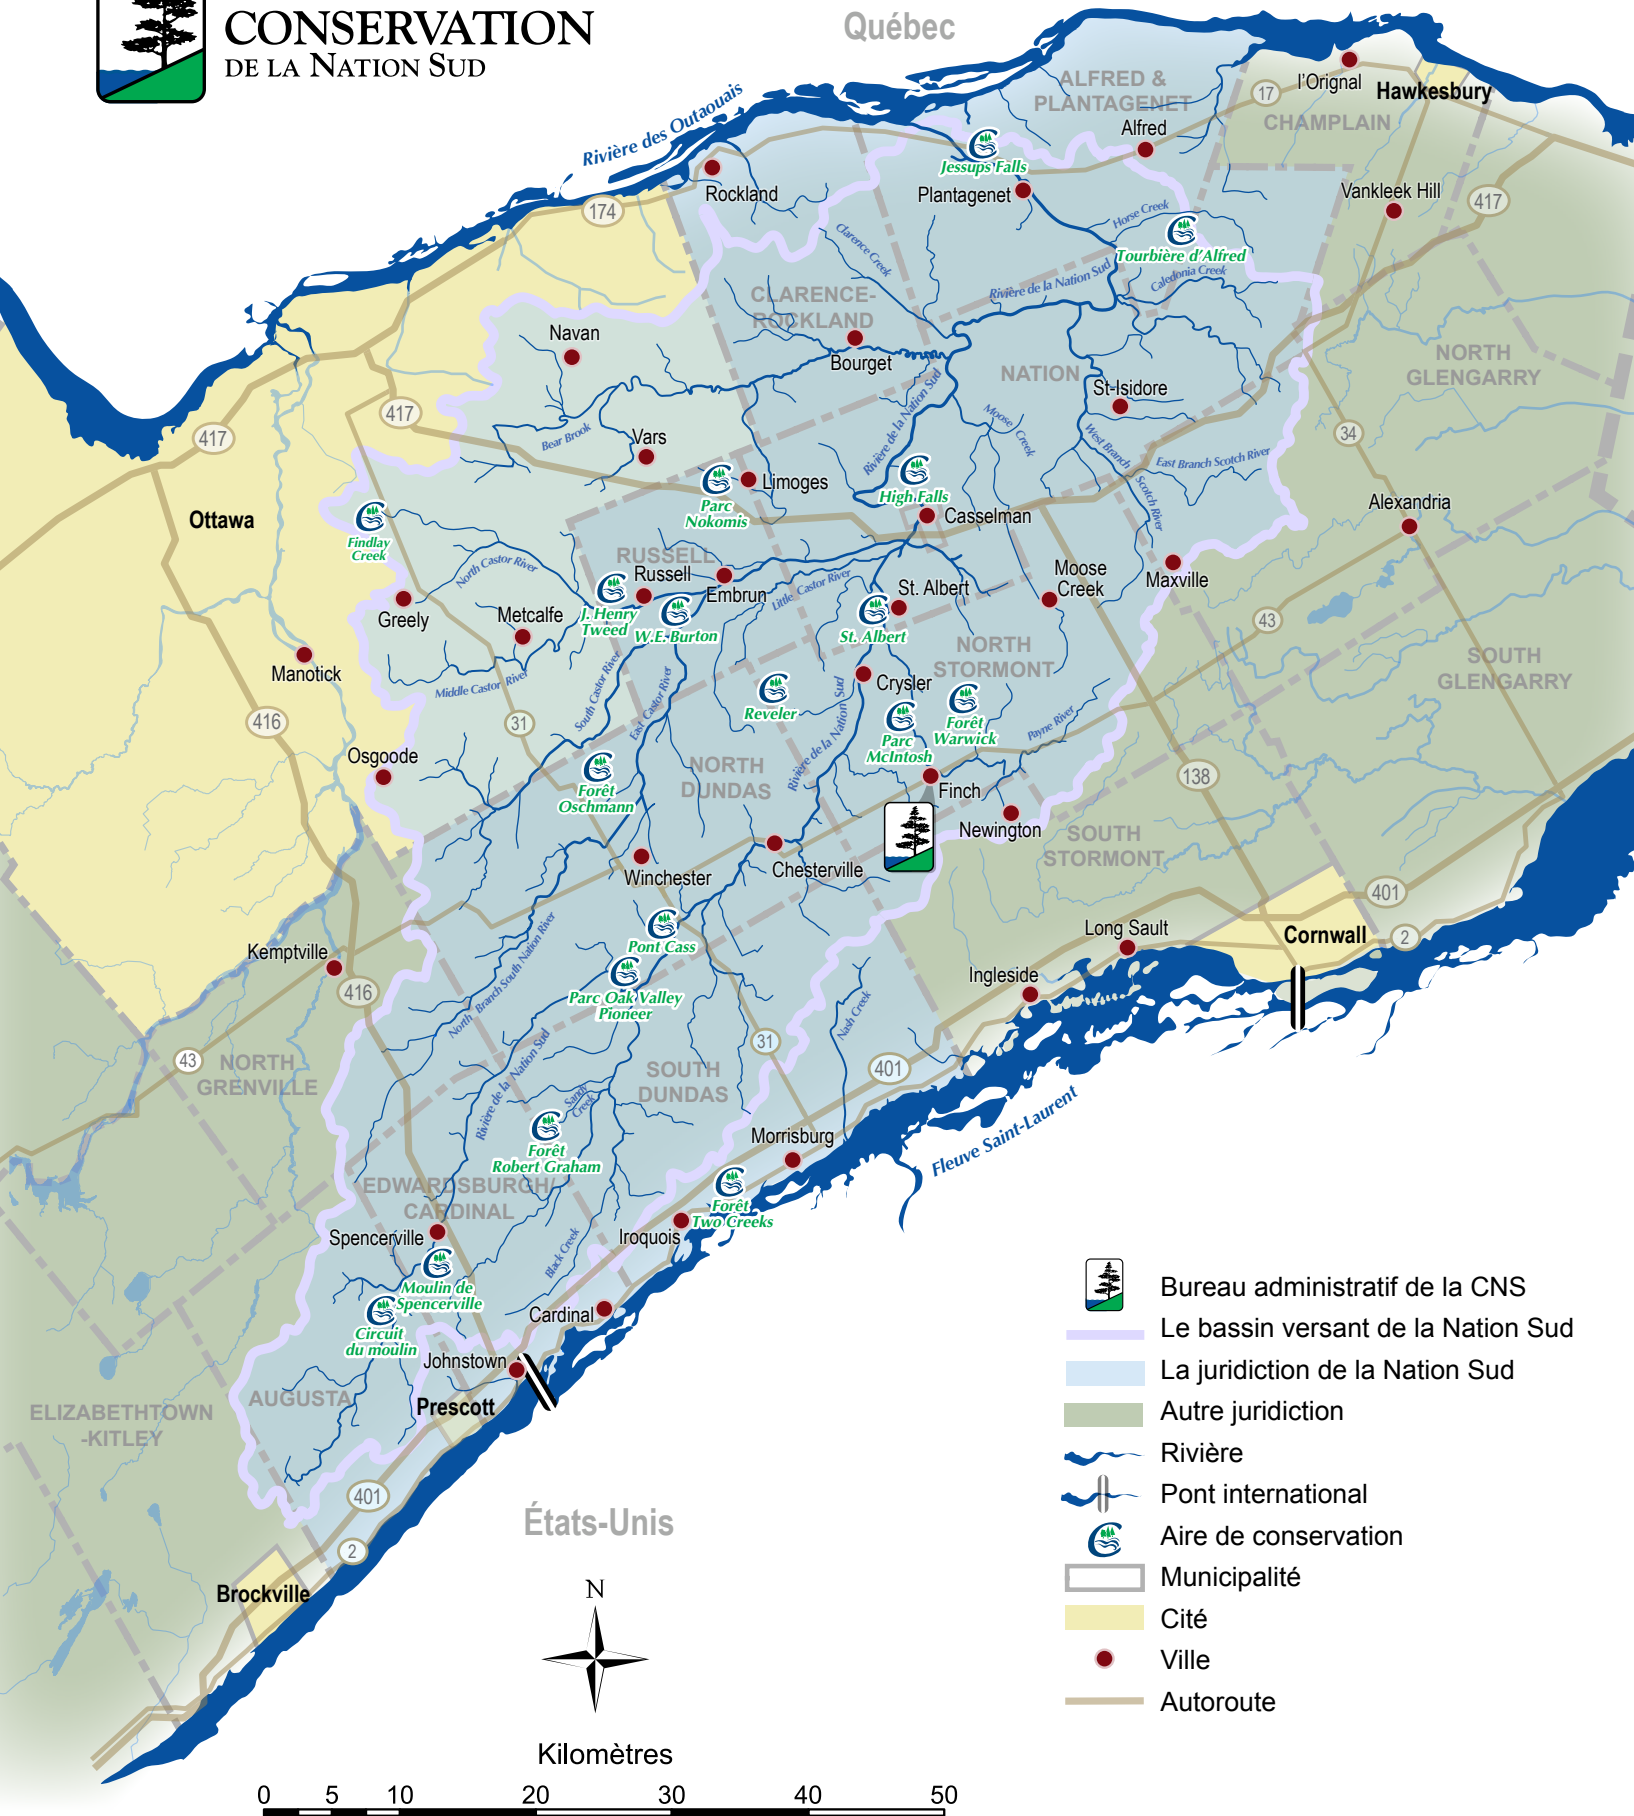 CONSERVATION
DE LA NATION SUD
Québec
Rivière des Outaouais
ALFRED &
PLANTAGENET
17
l'Orignal
Hawkesbury
CHAMPLAIN
Alfred
Jessups Falls
Rockland
Plantagenet
Vankleek Hill
417
174
Horse Creek
Clarence Creek
Tourbière d'Alfred
Caledonia Creek
Rivière de la Nation Sud
CLARENCE-
ROCKLAND
Navan
Bourget
NATION
NORTH
GLENGARRY
St-Isidore
417
417
Rivière de la Nation Sud
Moose Creek
34
Bear Brook
Vars
West Branch Scotch River
East Branch Scotch River
Limoges
Parc
Nokomis
High Falls
Casselman
Alexandria
Ottawa
Findlay
Creek
RUSSELL
North Castor River
Russell
Embrun
Little Castor River
St. Albert
Moose
Creek
Maxville
Greely
Metcalfe
J. Henry
Tweed
W.E. Burton
St. Albert
43
NORTH
STORMONT
SOUTH
GLENGARRY
Manotick
Middle Castor River
South Castor River
East Castor River
Crysler
Reveler
Rivière de la Nation Sud
416
31
Parc
McIntosh
Forêt
Warwick
Payne River
Osgoode
Forêt
Oschmann
NORTH
DUNDAS
138
Finch
Newington
SOUTH
STORMONT
Winchester
Chesterville
401
Kemptville
North Branch South Nation River
Pont Cass
Long Sault
Cornwall
2
Parc Oak Valley
Pioneer
Ingleside
416
Nash Creek
43
NORTH
GRENVILLE
Rivière de la Nation Sud
31
401
SOUTH
DUNDAS
Sandy
Creek
Fleuve Saint-Laurent
Forêt
Robert Graham
Morrisburg
EDWARDSBURGH/
CARDINAL
Forêt
Two Creeks
Spencerville
Iroquois
Black Creek
Moulin de
Spencerville
Circuit
du moulin
Cardinal
Johnstown
Prescott
AUGUSTA
ELIZABETHTOWN
-KITLEY
401
2
Brockville
États-Unis
Bureau administratif de la CNS
Le bassin versant de la Nation Sud
La juridiction de la Nation Sud
Autre juridiction
Rivière
Pont international
Aire de conservation
Municipalité
Cité
Ville
Autoroute
N
Kilomètres
0 5 10 20 30 40 50